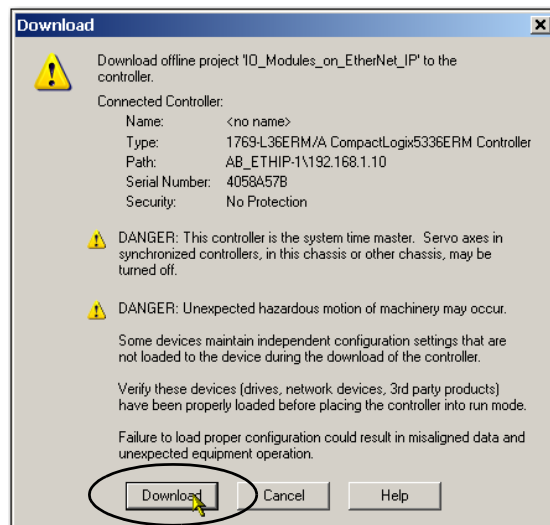 Download
Download offline project 'IO_Modules_on_EtherNet_IP' to the
controller.
Connected Controller:
Name: <no name>
Type: 1769-L36ERM/A CompactLogix5336ERM Controller
Path: AB_ETHIP-1\192.168.1.10
Serial Number: 4058A57B
Security: No Protection
DANGER: This controller is the system time master. Servo axes in
synchronized controllers, in this chassis or other chassis, may be
turned off.
DANGER: Unexpected hazardous motion of machinery may occur.
Some devices maintain independent configuration settings that are
not loaded to the device during the download of the controller.
Verify these devices (drives, network devices, 3rd party products)
have been properly loaded before placing the controller into run mode.
Failure to load proper configuration could result in misaligned data and
unexpected equipment operation.
Download Cancel Help